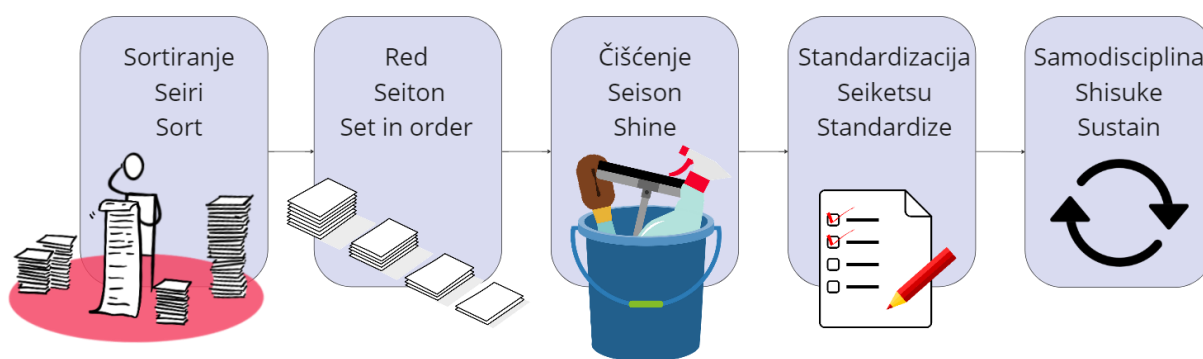 Sortiranje
Seiri
Sort
Red
Seiton
Set in order
Čišćenje
Seison
Shine
Standardizacija
Seiketsu
Standardize
Samodisciplina
Shisuke
Sustain